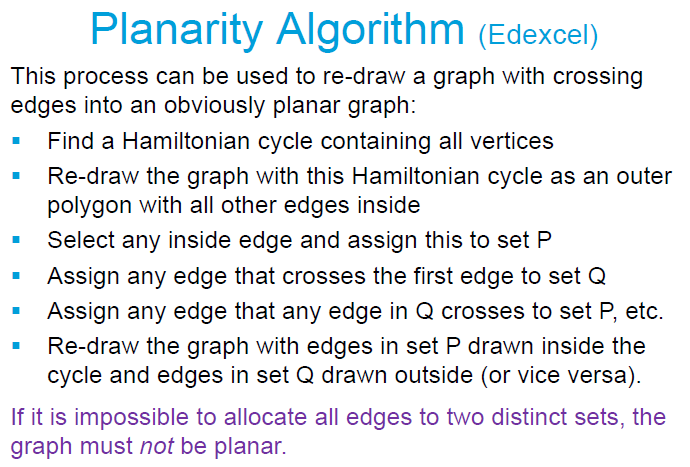 Planarity Algorithm (Edexcel)
This process can be used to re-draw a graph with crossing
edges into an obviously planar graph:
▪ Find a Hamiltonian cycle containing all vertices
▪ Re-draw the graph with this Hamiltonian cycle as an outer
polygon with all other edges inside
▪ Select any inside edge and assign this to set P
▪ Assign any edge that crosses the first edge to set Q
▪ Assign any edge that any edge in Q crosses to set P, etc.
▪ Re-draw the graph with edges in set P drawn inside the
cycle and edges in set Q drawn outside (or vice versa).
If it is impossible to allocate all edges to two distinct sets, the
graph must not be planar.